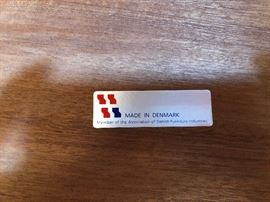 MADE IN DENMARK
Member of the Association of Danish Furniture Industries